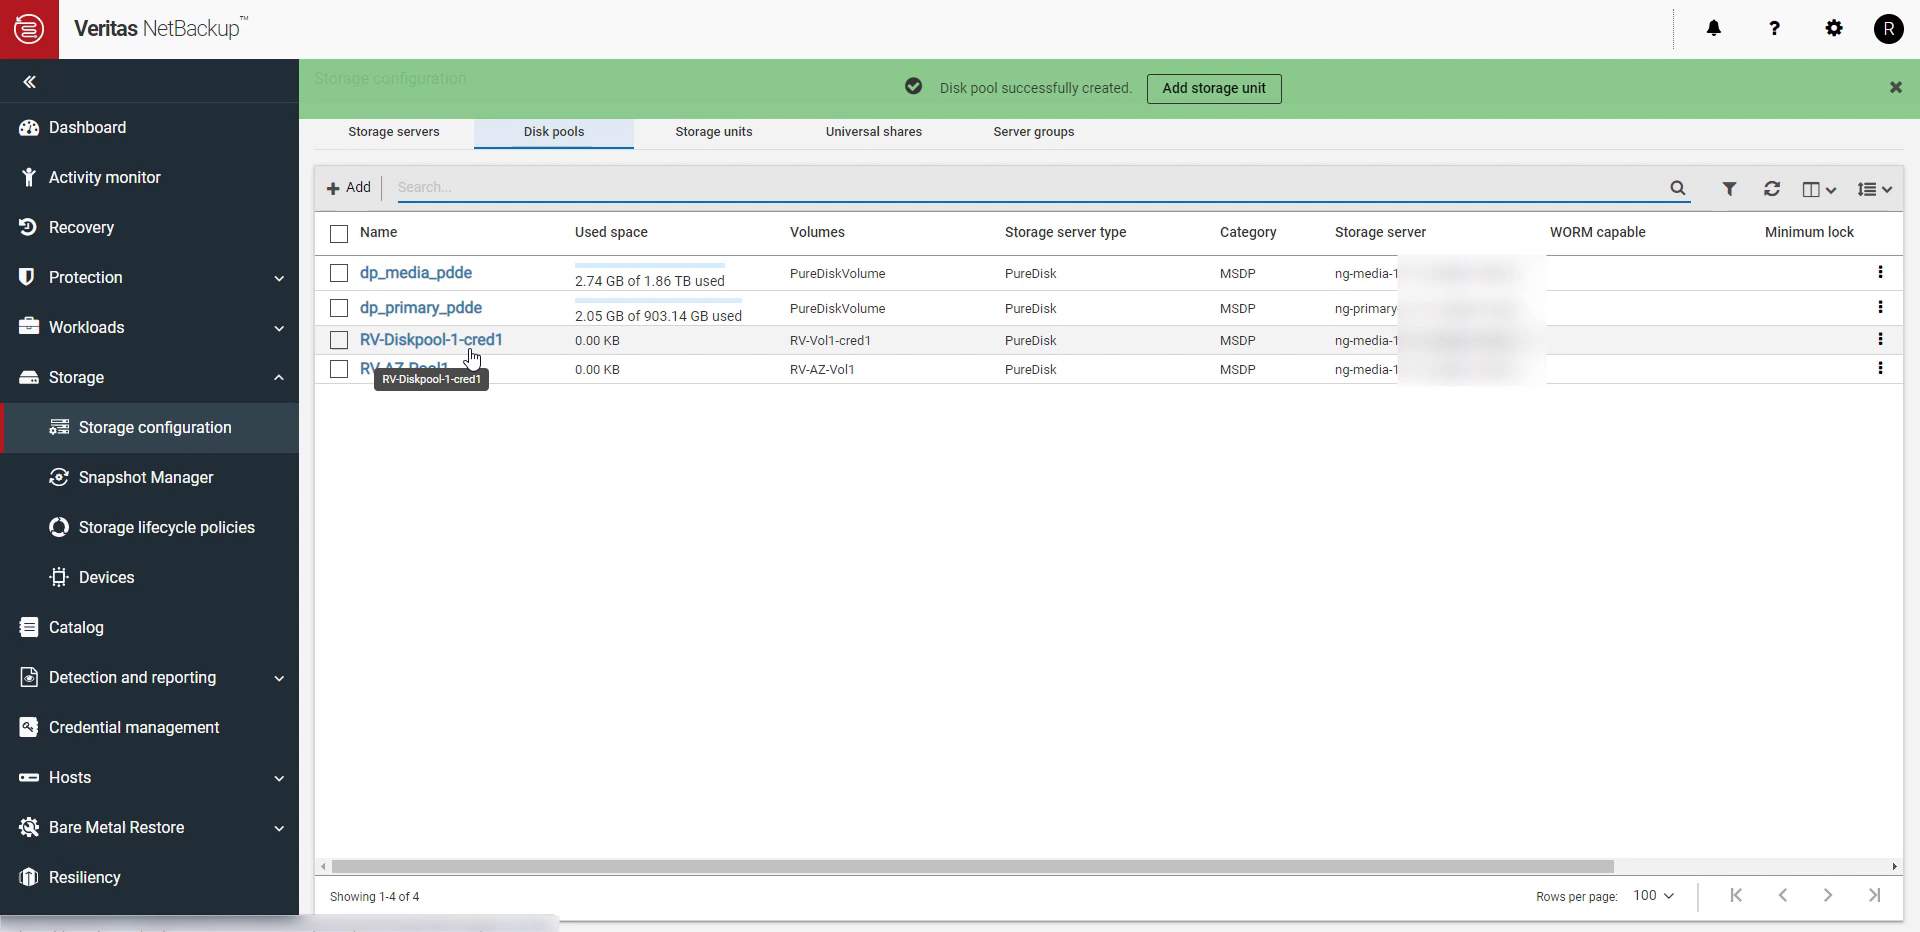 Veritas NetBackup™
R
Storage configuration
Disk pool successfully created.
Add storage unit
Dashboard
Activity monitor
Recovery
Protection
Workloads
Storage
Storage configuration
Snapshot Manager
Storage lifecycle policies
Devices
Catalog
Detection and reporting
Credential management
Hosts
Bare Metal Restore
Resiliency
Storage servers Disk pools Storage units Universal shares Server groups
Add Search...
Name Used space Volumes Storage server type Category Storage server WORM capable Minimum lock
dp_media_pdde 2.74 GB of 1.86 TB used PureDiskVolume PureDisk MSDP ng-media-1
dp_primary_pdde 2.05 GB of 903.14 GB used PureDiskVolume PureDisk MSDP ng-primary
RV-Diskpool-1-cred1 0.00 KB RV-Vol1-cred1 PureDisk MSDP ng-media-1
RV-AZ-Pool1 0.00 KB RV-AZ-Vol1 PureDisk MSDP ng-media-1
RV-Diskpool-1-cred1
Showing 1-4 of 4 Rows per page: 100